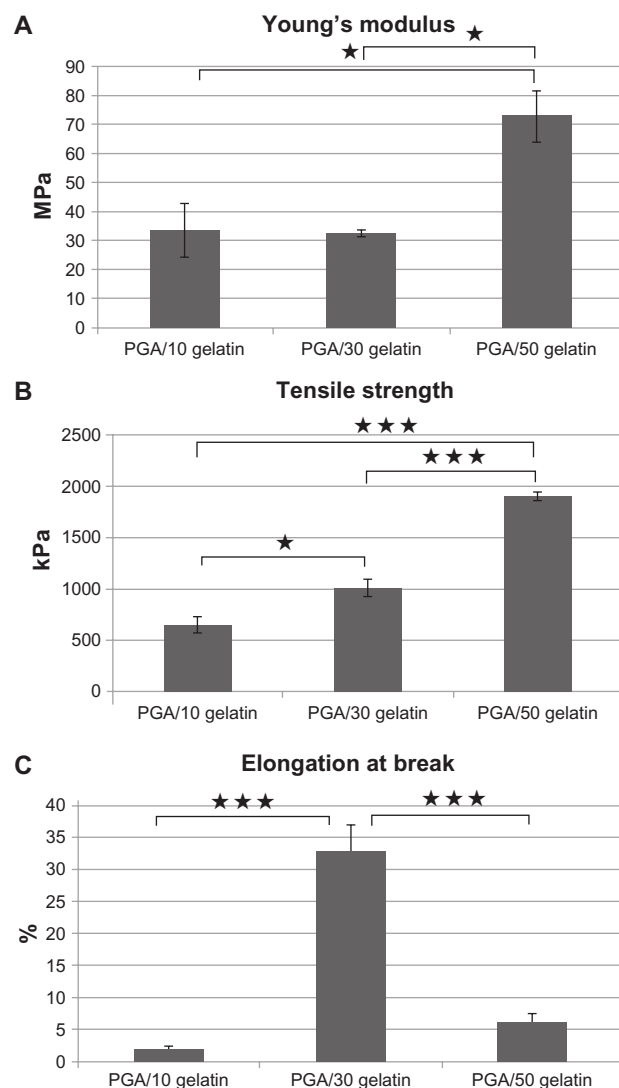 A
Young's modulus
★
★
MPa
90
80
70
60
50
40
30
20
10
0
PGA/10 gelatin
PGA/30 gelatin
PGA/50 gelatin
B
Tensile strength
★★★
★★★
★
kPa
2500
2000
1500
1000
500
0
PGA/10 gelatin
PGA/30 gelatin
PGA/50 gelatin
C
Elongation at break
★★★
★★★
%
40
35
30
25
20
15
10
5
0
PGA/10 gelatin
PGA/30 gelatin
PGA/50 gelatin